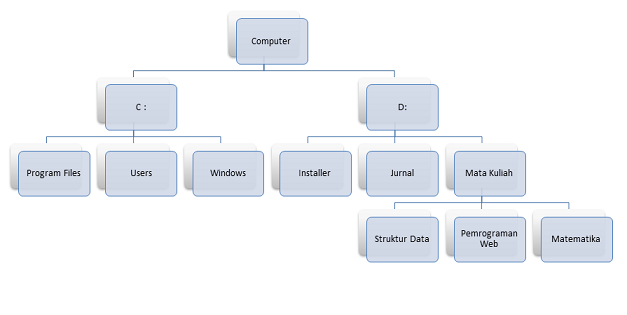 Computer
C :
D:
Program Files
Users
Windows
Installer
Jurnal
Mata Kuliah
Struktur Data
Pemrograman
Web
Matematika